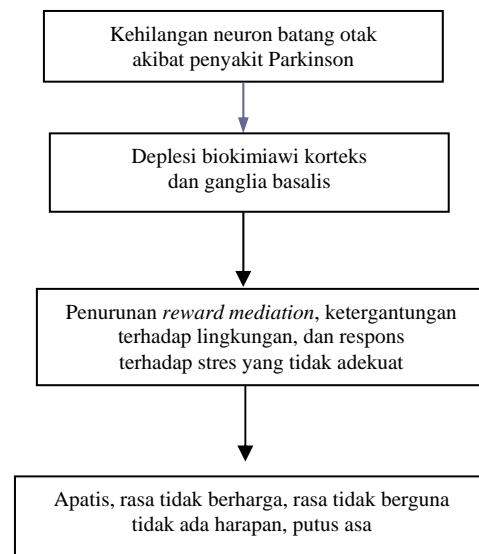 Kehilangan neuron batang otak
akibat penyakit Parkinson
Deplesi biokimiawi korteks
dan ganglia basalis
Penurunan reward mediation, ketergantungan
terhadap lingkungan, dan respons
terhadap stres yang tidak adekuat
Apatis, rasa tidak berharga, rasa tidak berguna
tidak ada harapan, putus asa